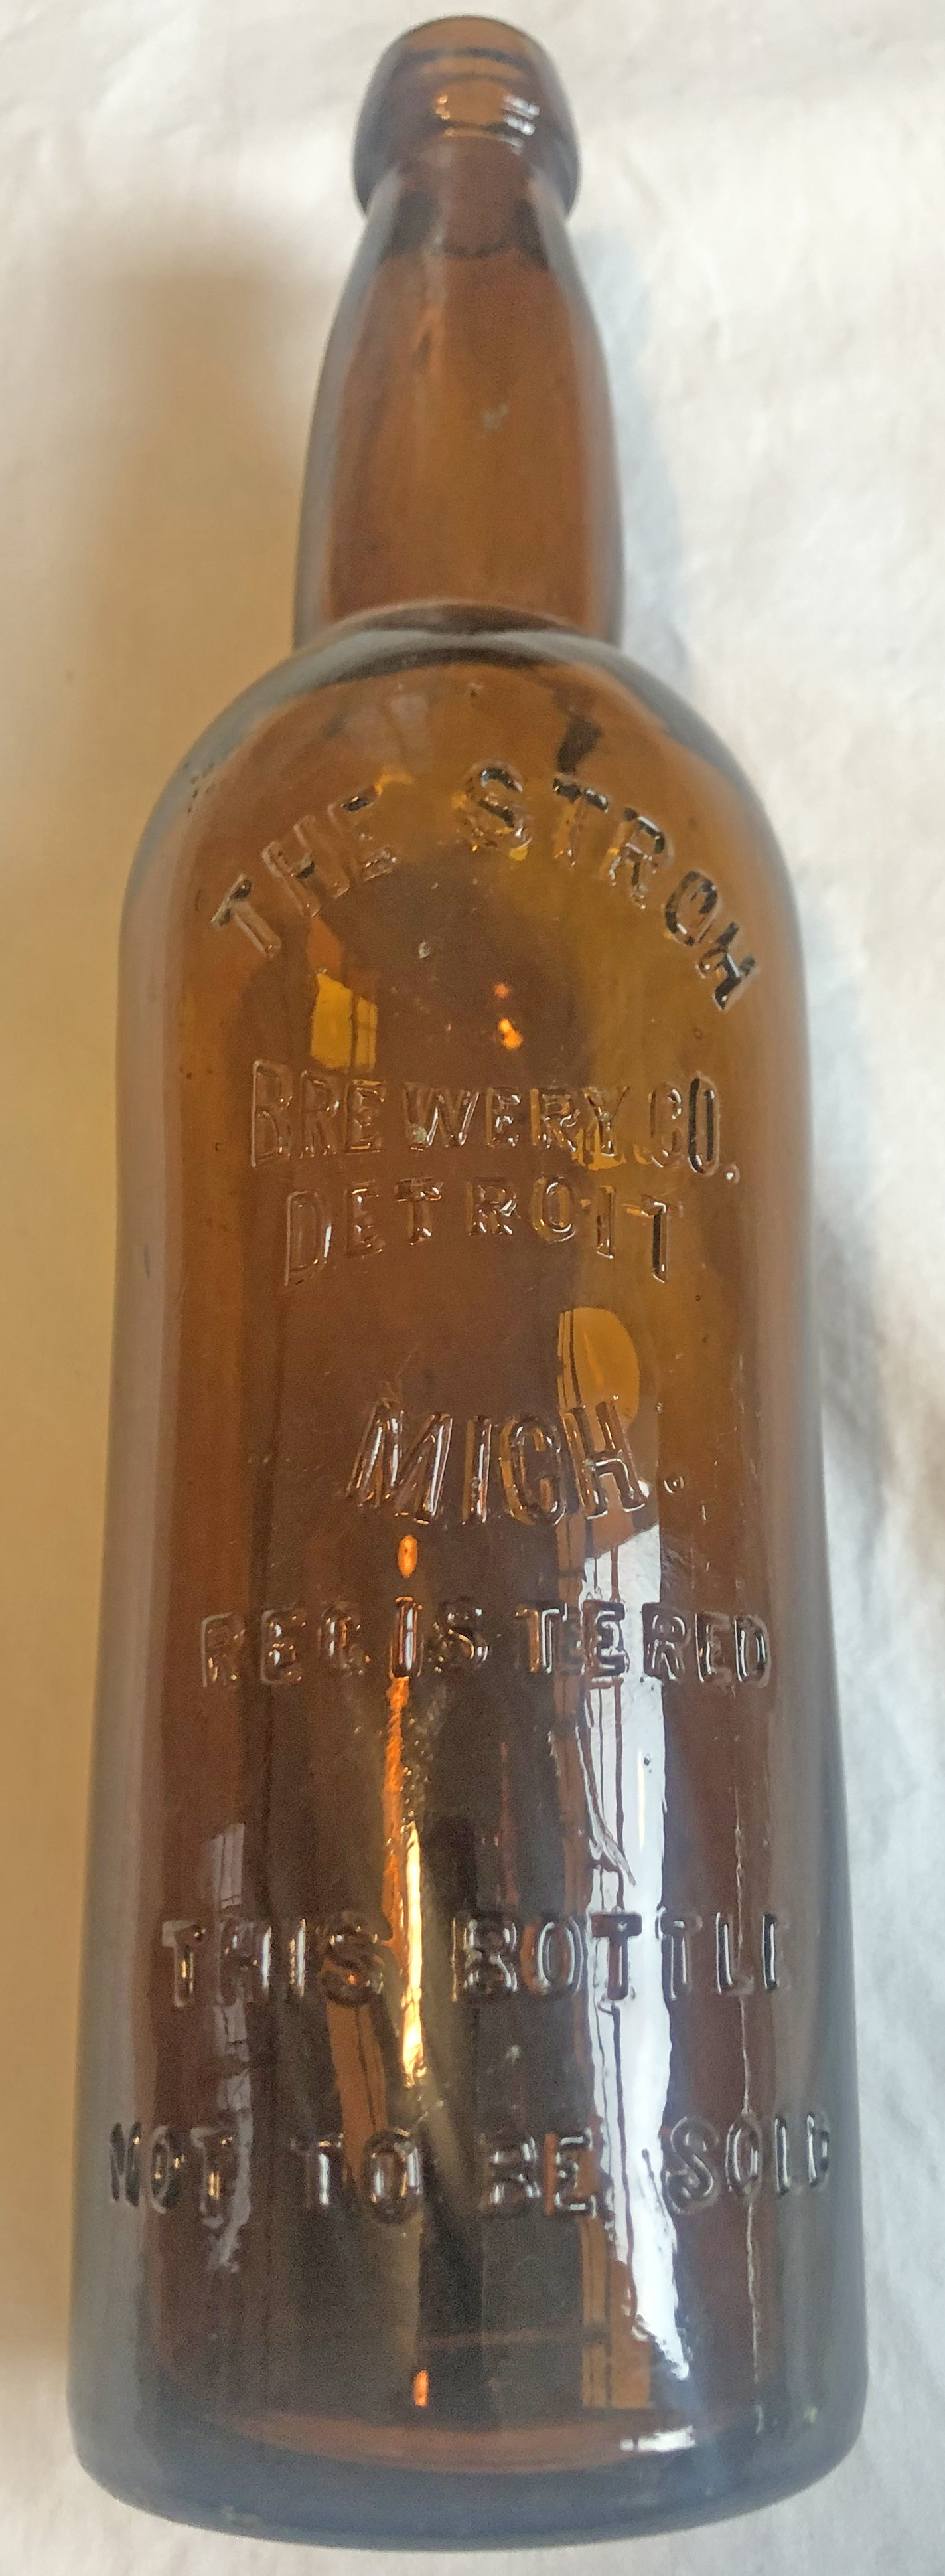 THE STROH
BREWERY CO.
DETROIT
MICH.
REGISTERED
THIS BOTTLE
NOT TO BE SOLD